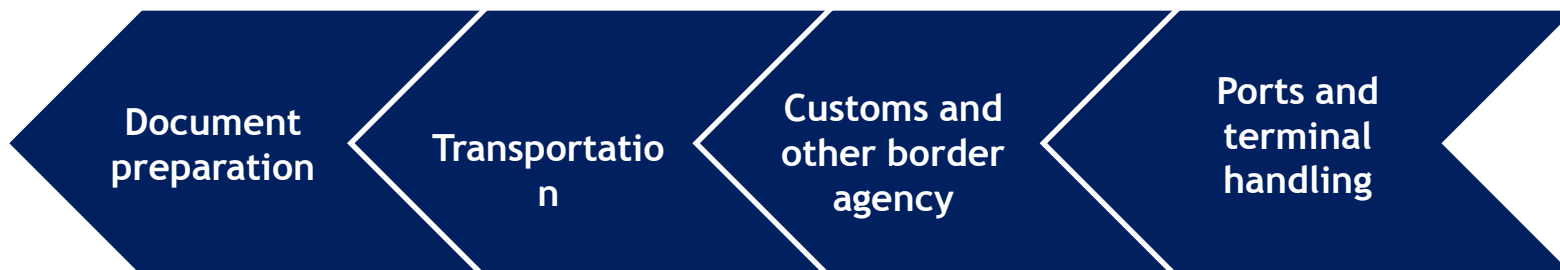 Document
preparation
Transportatio
n
Customs and
other border
agency
Ports and
terminal
handling